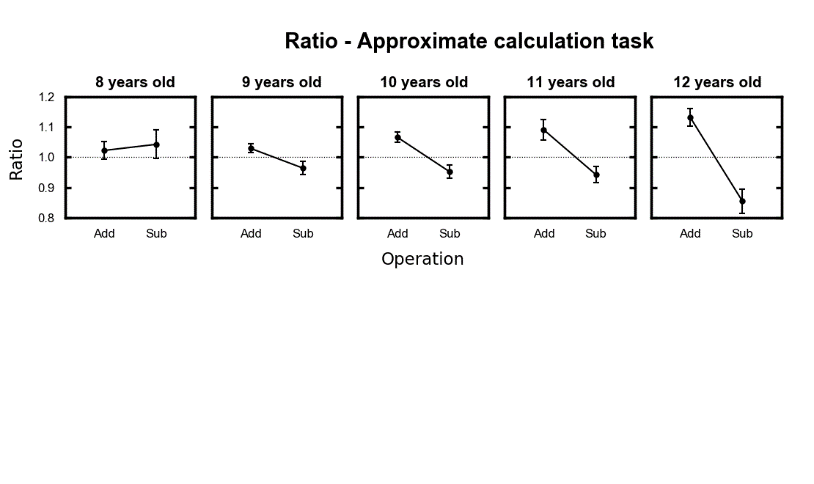 Ratio - Approximate calculation task
8 years old 9 years old 10 years old 11 years old 12 years old
1.2
1.1
1.0
0.9
0.8
Ratio
Add Sub Add Sub Add Sub Add Sub Add Sub
Operation